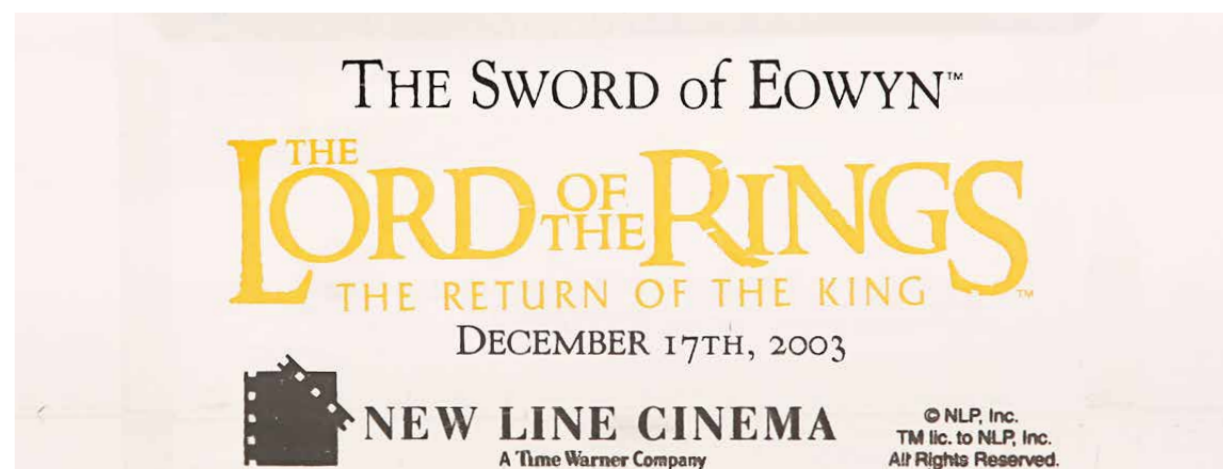 THE SWORD of EOWYN™
THE LORD OF THE RINGS
THE RETURN OF THE KING™
DECEMBER 17TH, 2003
NEW LINE CINEMA
A Time Warner Company
© NLP, Inc.
TM lic. to NLP, Inc.
All Rights Reserved.